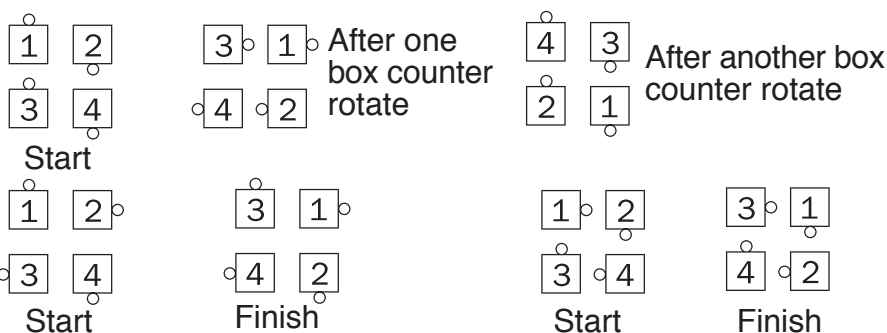 1 2
3 4
Start
3 1
4 2
After one
box counter
rotate
4 3
2 1
After another box
counter rotate
1 2
3 4
Start
3 1
4 2
Finish
1 2
3 4
Start
3 1
4 2
Finish